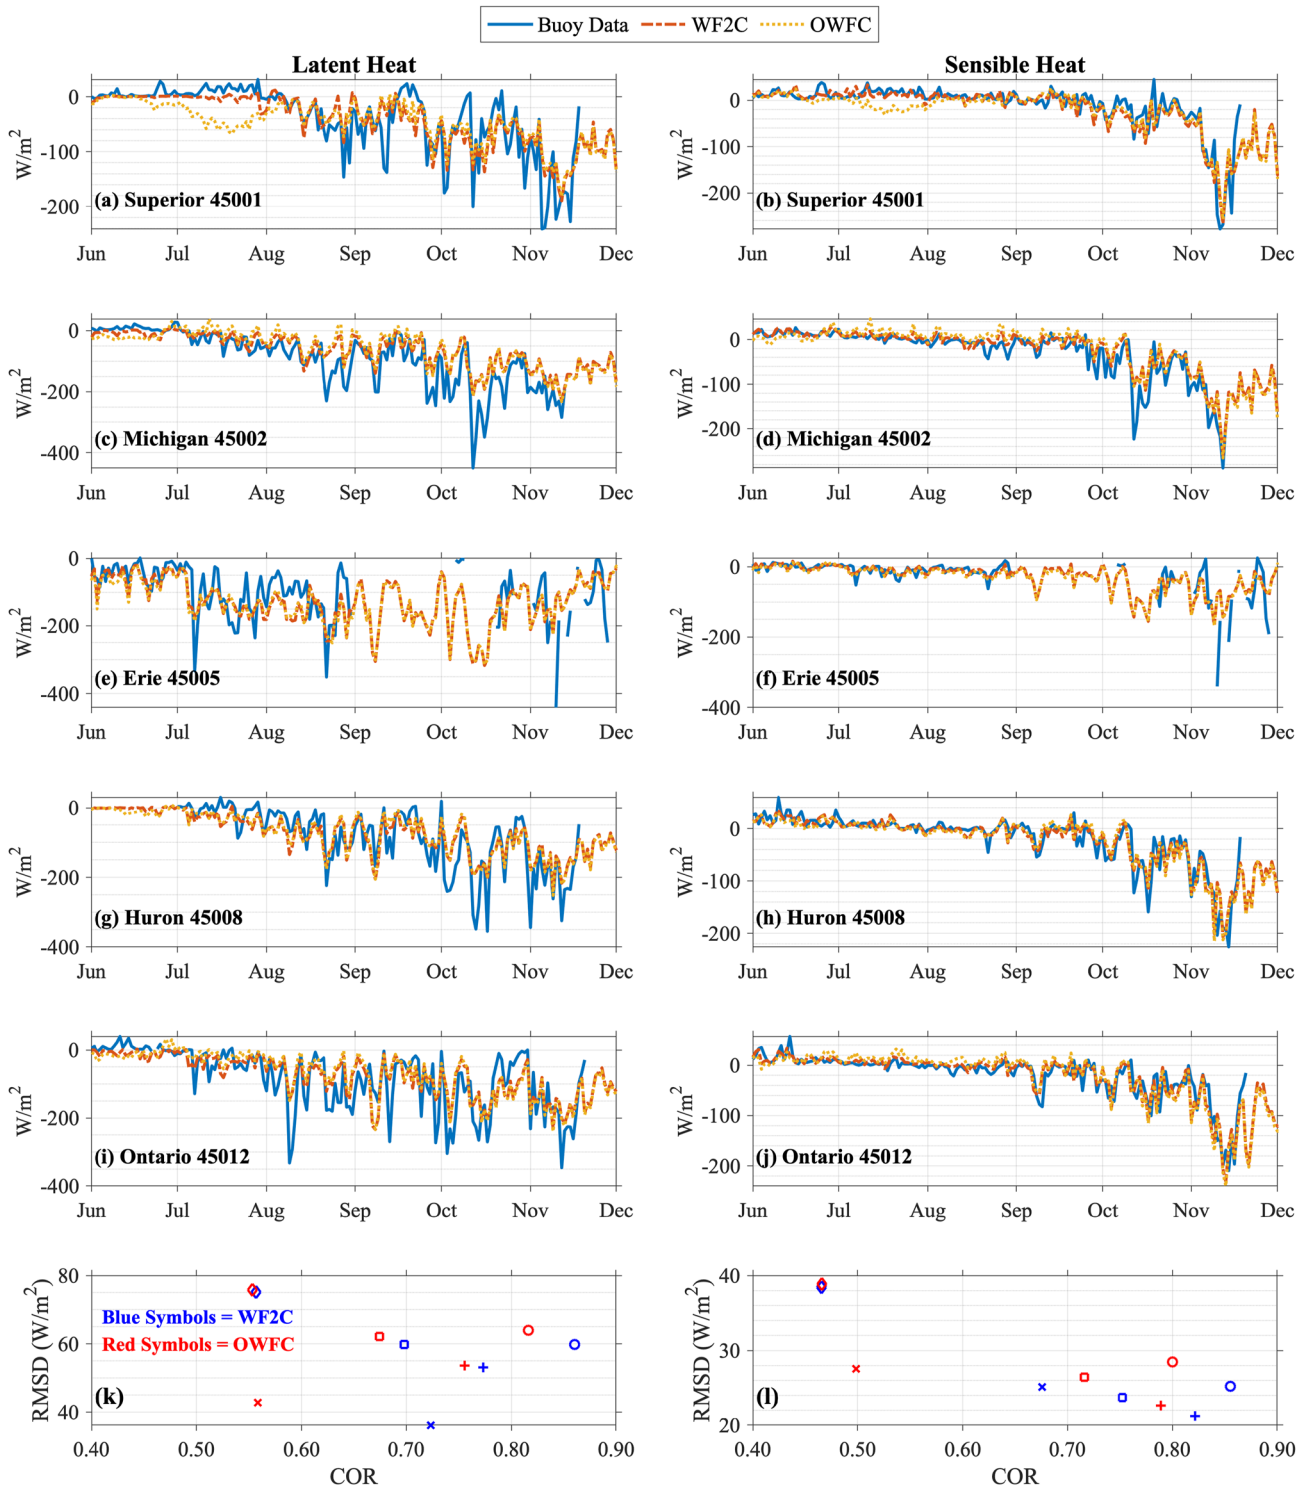 Buoy Data WF2C OWFC
Latent Heat
Sensible Heat
W/m2
0
-100
-200
(a) Superior 45001
Jun Jul Aug Sep Oct Nov Dec
W/m2
0
-100
-200
(b) Superior 45001
Jun Jul Aug Sep Oct Nov Dec
W/m2
0
-200
-400
(c) Michigan 45002
Jun Jul Aug Sep Oct Nov Dec
W/m2
0
-100
-200
(d) Michigan 45002
Jun Jul Aug Sep Oct Nov Dec
W/m2
0
-200
-400
(e) Erie 45005
Jun Jul Aug Sep Oct Nov Dec
W/m2
0
-200
-400
(f) Erie 45005
Jun Jul Aug Sep Oct Nov Dec
W/m2
0
-200
-400
(g) Huron 45008
Jun Jul Aug Sep Oct Nov Dec
W/m2
0
-100
-200
(h) Huron 45008
Jun Jul Aug Sep Oct Nov Dec
W/m2
0
-200
-400
(i) Ontario 45012
Jun Jul Aug Sep Oct Nov Dec
W/m2
0
-100
-200
(j) Ontario 45012
Jun Jul Aug Sep Oct Nov Dec
RMSD (W/m2)
80
60
40
Blue Symbols = WF2C
Red Symbols = OWFC
(k)
0.40 0.50 0.60 0.70 0.80 0.90
COR
RMSD (W/m2)
40
30
20
(l)
0.40 0.50 0.60 0.70 0.80 0.90
COR